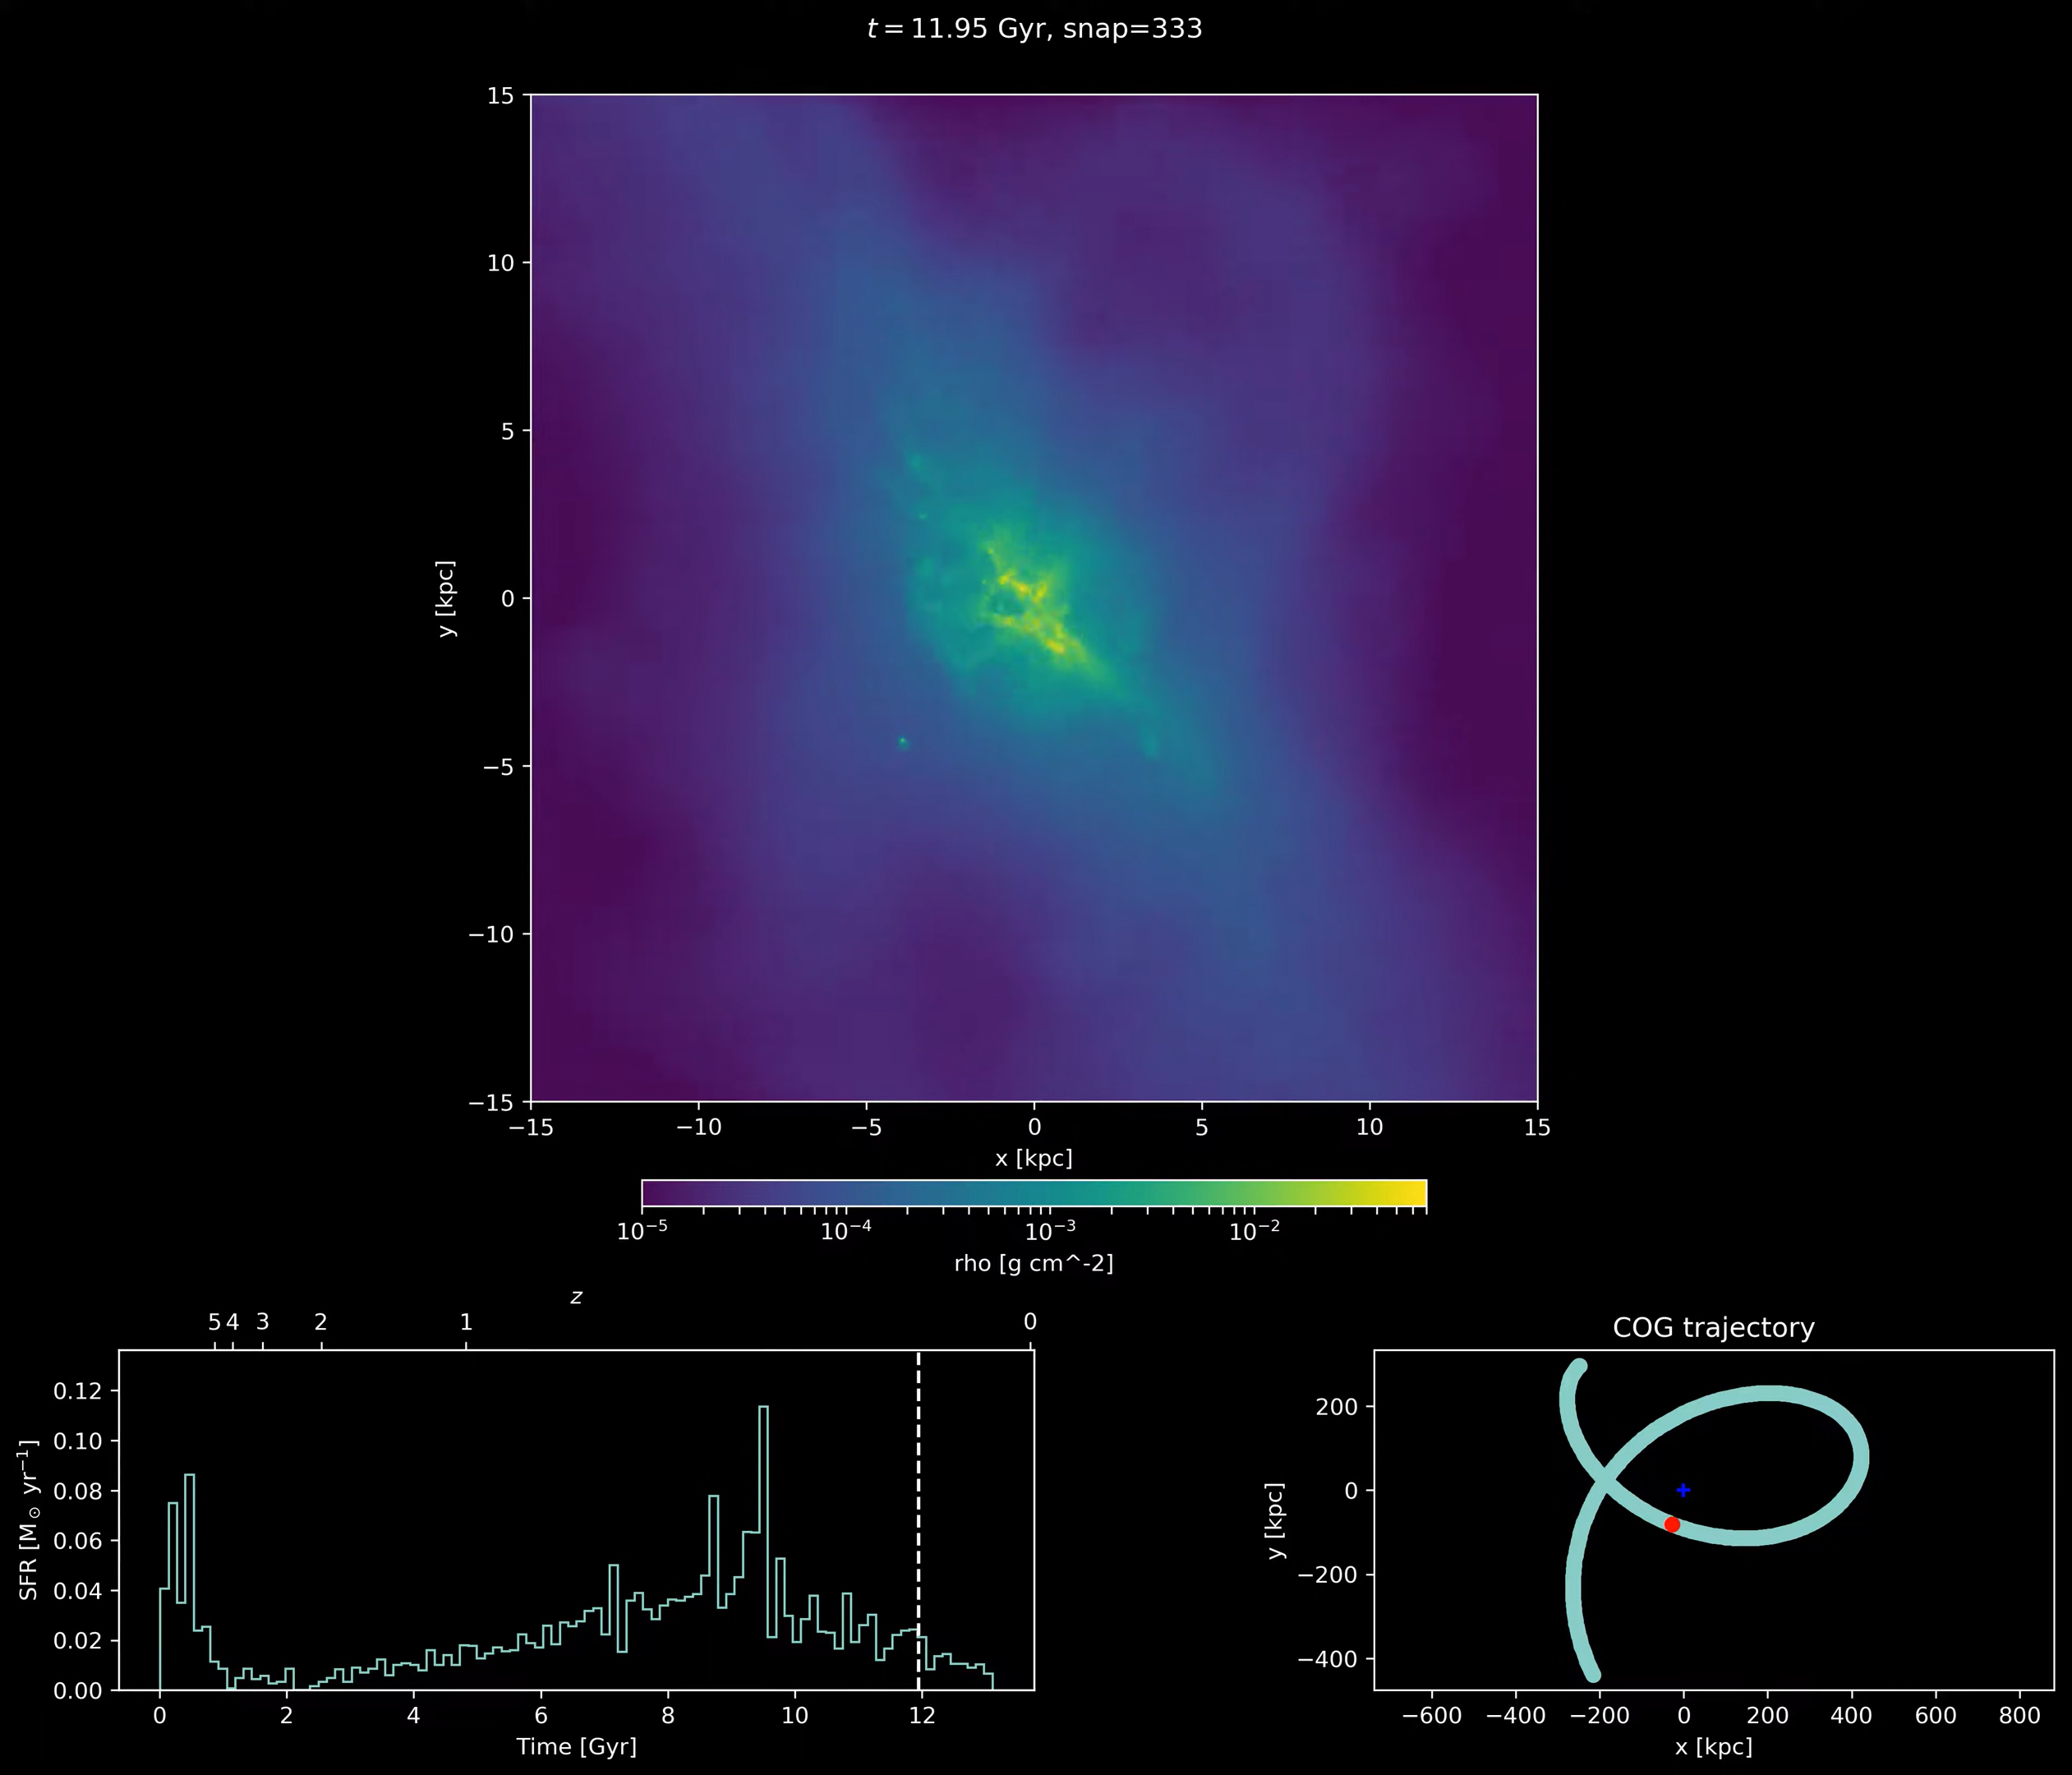 t = 11.95 Gyr, snap=333
15
10
5
0
−5
−10
−15
y [kpc]
−15 −10 −5 0 5 10 15
x [kpc]
10⁻⁵ 10⁻⁴ 10⁻³ 10⁻²
rho [g cm^-2]
z
5 4 3 2 1 0
0.12
0.10
0.08
0.06
0.04
0.02
0.00
SFR [M⊙ yr⁻¹]
0 2 4 6 8 10 12
Time [Gyr]
COG trajectory
200
0
−200
−400
y [kpc]
−600 −400 −200 0 200 400 600 800
x [kpc]